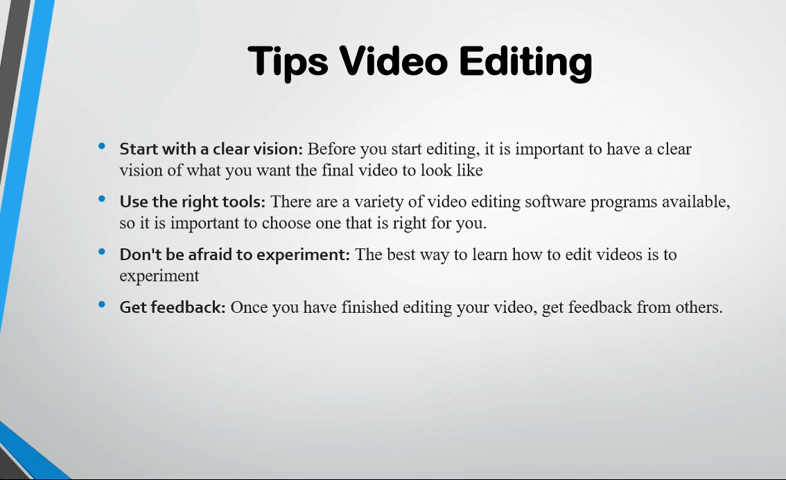 Tips Video Editing
Start with a clear vision: Before you start editing, it is important to have a clear
vision of what you want the final video to look like
Use the right tools: There are a variety of video editing software programs available,
so it is important to choose one that is right for you.
Don't be afraid to experiment: The best way to learn how to edit videos is to
experiment
Get feedback: Once you have finished editing your video, get feedback from others.